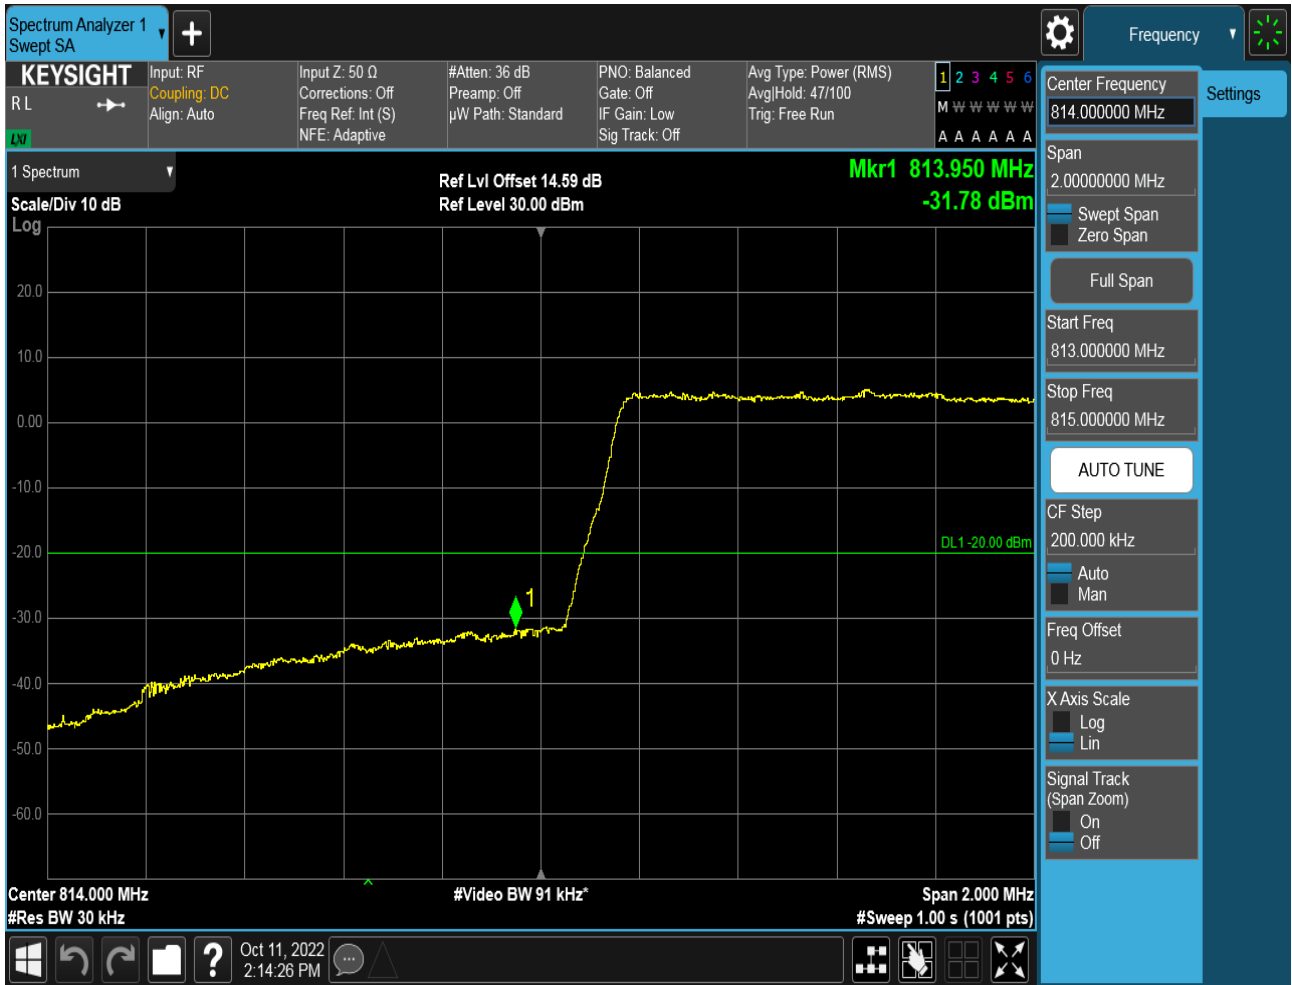 Spectrum Analyzer 1
Swept SA
Frequency
KEYSIGHT
R L
LXI
Input: RF
Coupling: DC
Align: Auto
Input Z: 50 Ω
Corrections: Off
Freq Ref: Int (S)
NFE: Adaptive
#Atten: 36 dB
Preamp: Off
µW Path: Standard
PNO: Balanced
Gate: Off
IF Gain: Low
Sig Track: Off
Avg Type: Power (RMS)
Avg|Hold: 47/100
Trig: Free Run
1 2 3 4 5 6
M W W W W W
A A A A A A
1 Spectrum
Scale/Div 10 dB
Log
Ref Lvl Offset 14.59 dB
Ref Level 30.00 dBm
Mkr1 813.950 MHz
-31.78 dBm
20.0
10.0
0.00
-10.0
-20.0
-30.0
-40.0
-50.0
-60.0
DL1 -20.00 dBm
1
Center 814.000 MHz
#Res BW 30 kHz
#Video BW 91 kHz*
Span 2.000 MHz
#Sweep 1.00 s (1001 pts)
Center Frequency
814.000000 MHz
Settings
Span
2.00000000 MHz
Swept Span
Zero Span
Full Span
Start Freq
813.000000 MHz
Stop Freq
815.000000 MHz
AUTO TUNE
CF Step
200.000 kHz
Auto
Man
Freq Offset
0 Hz
X Axis Scale
Log
Lin
Signal Track
(Span Zoom)
On
Off
?
Oct 11, 2022
2:14:26 PM